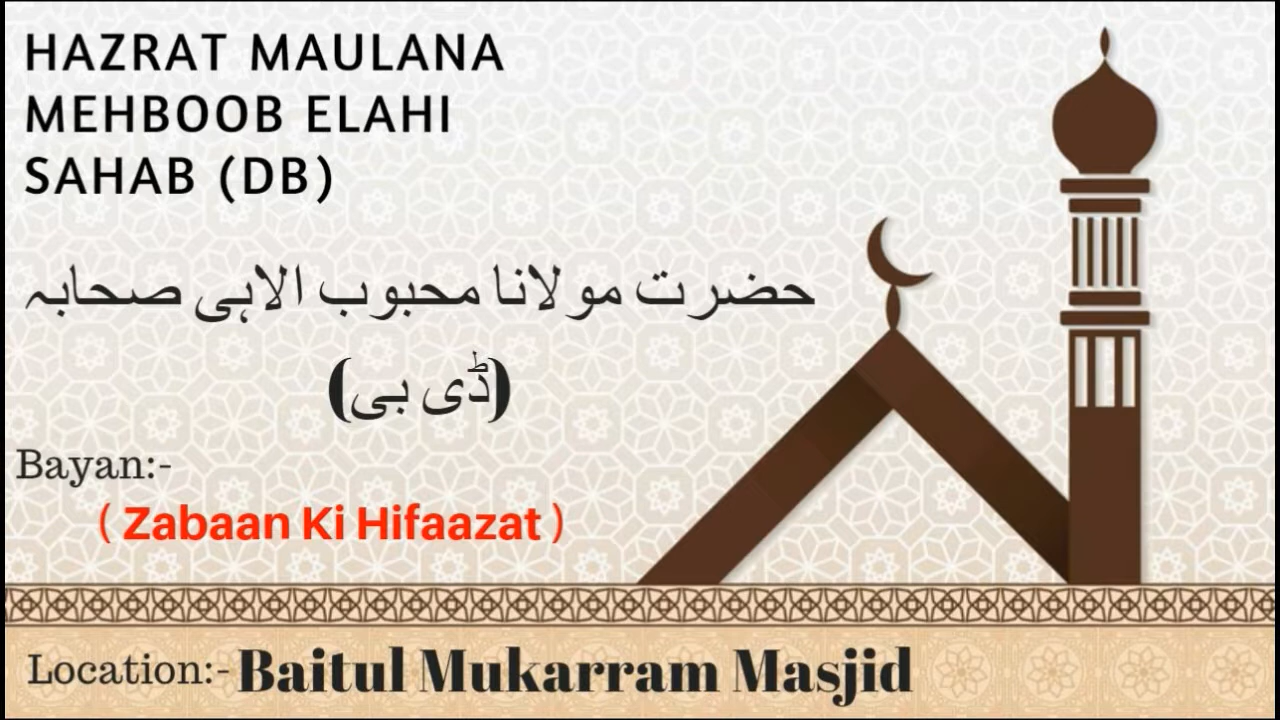 HAZRAT MAULANA
MEHBOOB ELAHI
SAHAB (DB)
حضرت مولانا محبوب الاہی صحابہ
(ڈی بی)
Bayan:-
( Zabaan Ki Hifaazat )
Location:- Baitul Mukarram Masjid